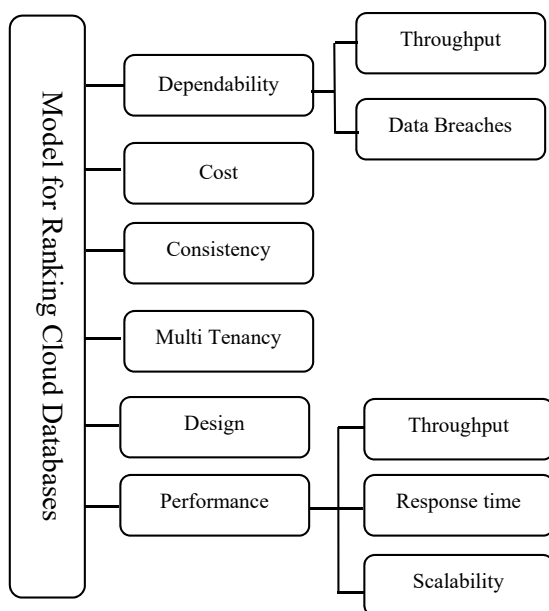 Model for Ranking Cloud Databases
Dependability
Throughput
Data Breaches
Cost
Consistency
Multi Tenancy
Design
Performance
Throughput
Response time
Scalability